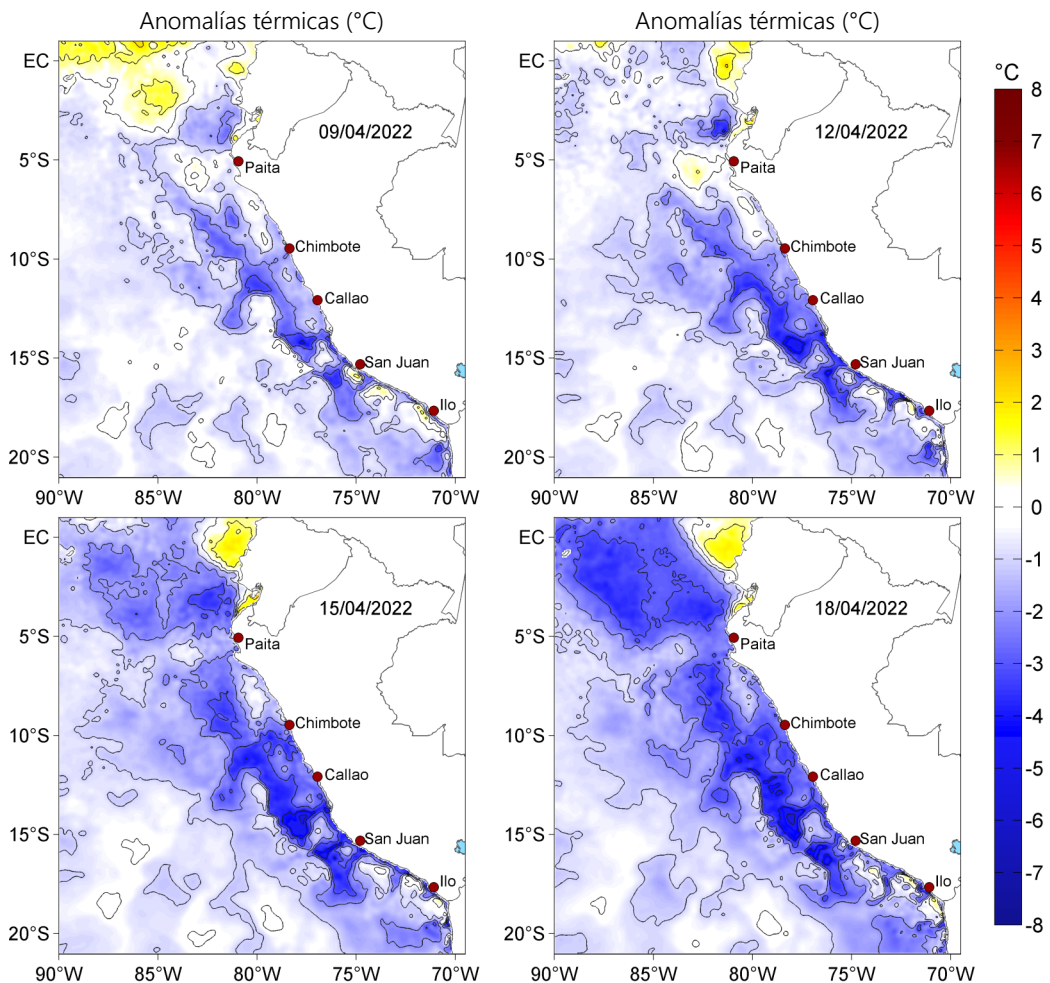 Anomalías térmicas (°C)
Anomalías térmicas (°C)
°C
EC
5°S
10°S
15°S
20°S
09/04/2022
Paita
Chimbote
Callao
San Juan
Ilo
90°W 85°W 80°W 75°W 70°W
EC
5°S
10°S
15°S
20°S
12/04/2022
Paita
Chimbote
Callao
San Juan
Ilo
90°W 85°W 80°W 75°W 70°W
EC
5°S
10°S
15°S
20°S
15/04/2022
Paita
Chimbote
Callao
San Juan
Ilo
90°W 85°W 80°W 75°W 70°W
EC
5°S
10°S
15°S
20°S
18/04/2022
Paita
Chimbote
Callao
San Juan
Ilo
90°W 85°W 80°W 75°W 70°W
8
7
6
5
4
3
2
1
0
-1
-2
-3
-4
-5
-6
-7
-8